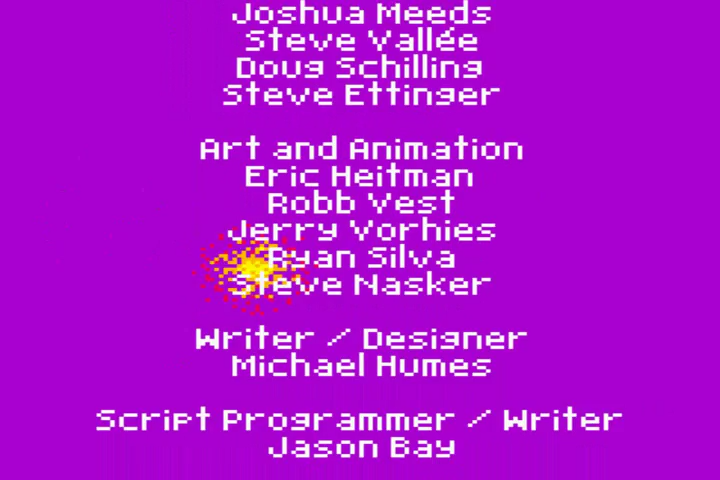 Joshua Meeds
Steve Vallée
Doug Schilling
Steve Ettinger
Art and Animation
Eric Heitman
Robb Vest
Jerry Vorhies
Ryan Silva
Steve Nasker
Writer / Designer
Michael Humes
Script Programmer / Writer
Jason Bay